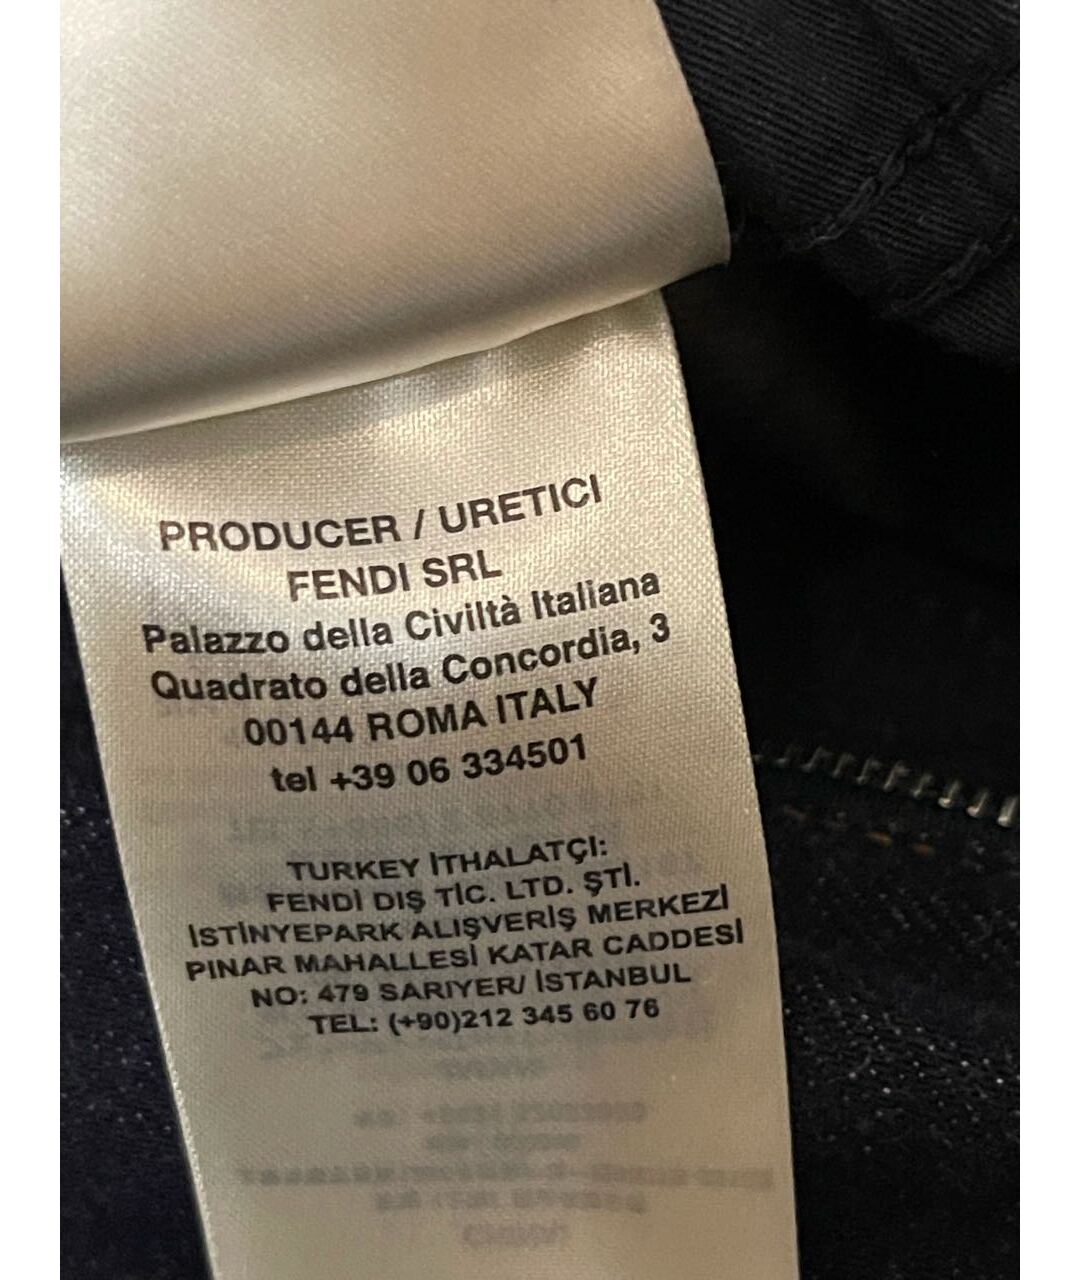 PRODUCER / URETICI
FENDI SRL
Palazzo della Civiltà Italiana
Quadrato della Concordia, 3
00144 ROMA ITALY
tel +39 06 334501
TURKEY İTHALATÇI:
FENDİ DIŞ TİC. LTD. ŞTİ.
İSTİNYEPARK ALIŞVERİŞ MERKEZİ
PINAR MAHALLESİ KATAR CADDESİ
NO: 479 SARIYER/ İSTANBUL
TEL: (+90)212 345 60 76